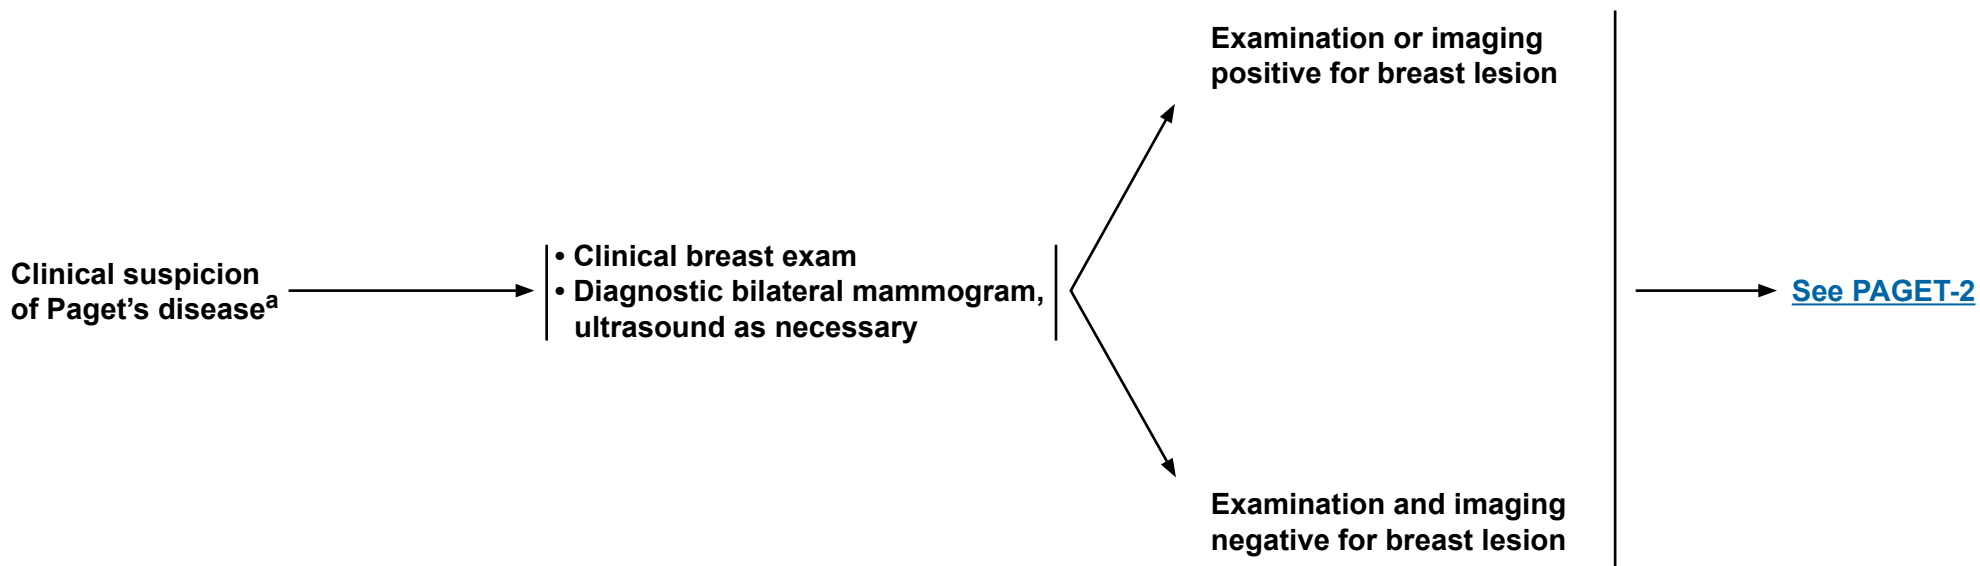 Clinical suspicion
of Paget’s diseaseᵃ
• Clinical breast exam
• Diagnostic bilateral mammogram,
ultrasound as necessary
Examination or imaging
positive for breast lesion
Examination and imaging
negative for breast lesion
See PAGET-2